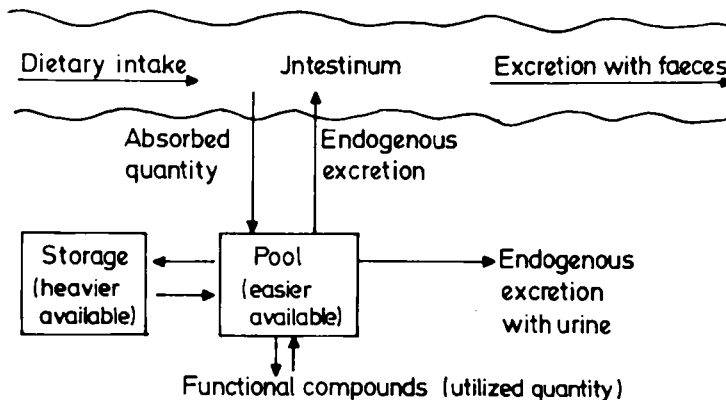 Dietary intake
Jntestinum
Excretion with faeces
Absorbed
quantity
Endogenous
excretion
Storage
(heavier
available)
Pool
(easier
available)
Endogenous
excretion
with urine
Functional compounds (utilized quantity)